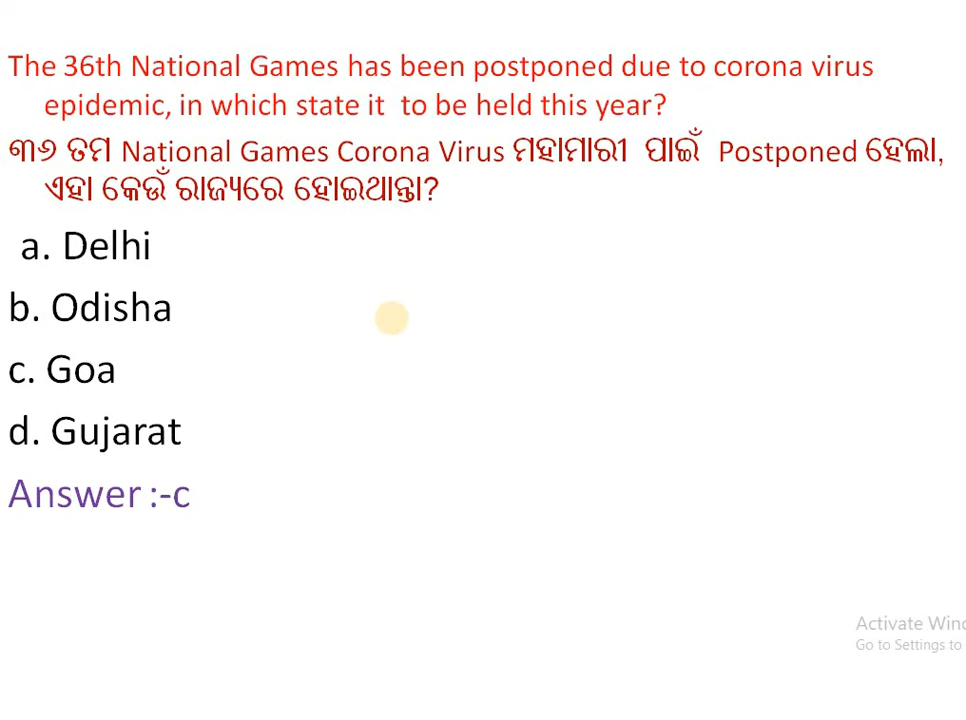 The 36th National Games has been postponed due to corona virus
epidemic, in which state it to be held this year?
୩୬ ତମ National Games Corona Virus ମହାମାରୀ ପାଇଁ Postponed ହେଲା,
ଏହା କେଉଁ ରାଜ୍ୟରେ ହୋଇଥାନ୍ତା?
a. Delhi
b. Odisha
c. Goa
d. Gujarat
Answer :-c
Activate Wind
Go to Settings to